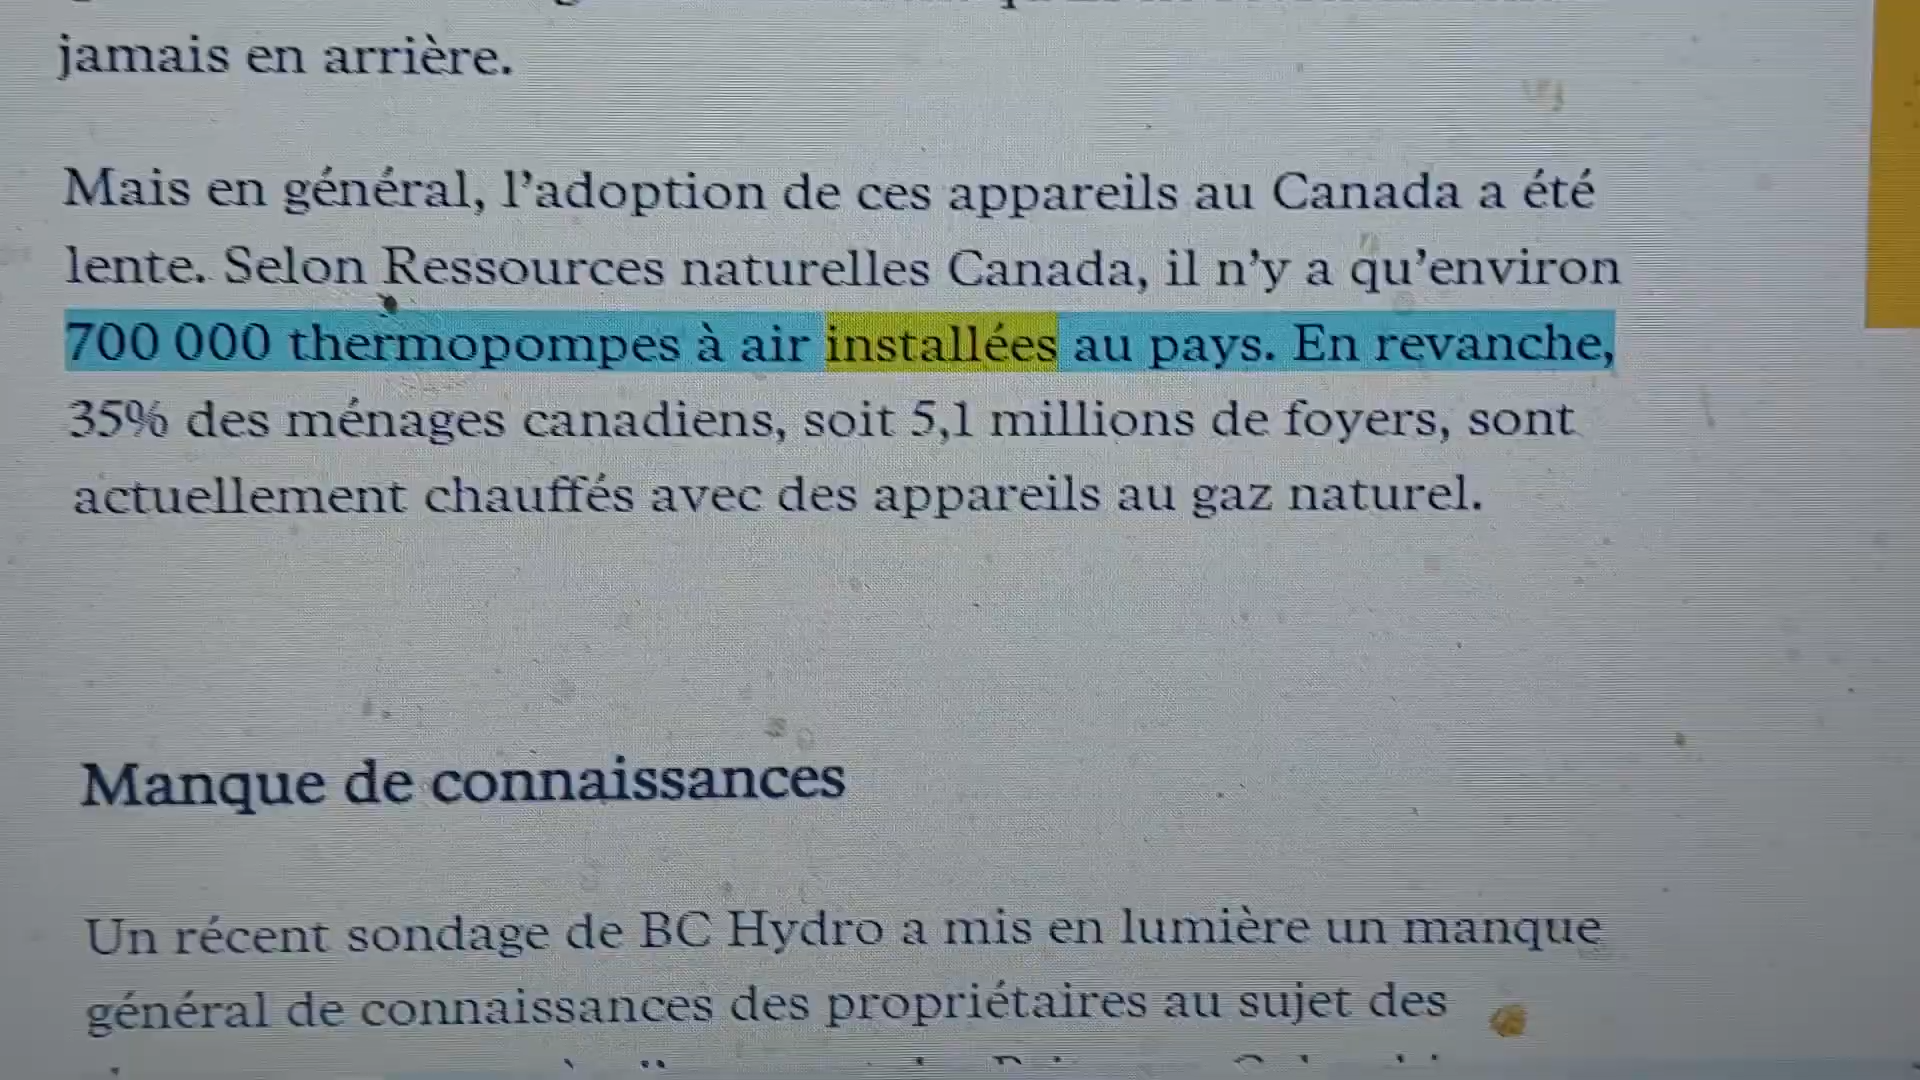 jamais en arrière.
Mais en général, l’adoption de ces appareils au Canada a été
lente. Selon Ressources naturelles Canada, il n’y a qu’environ
700 000 thermopompes à air installées au pays. En revanche,
35% des ménages canadiens, soit 5,1 millions de foyers, sont
actuellement chauffés avec des appareils au gaz naturel.
Manque de connaissances
Un récent sondage de BC Hydro a mis en lumière un manque
général de connaissances des propriétaires au sujet des